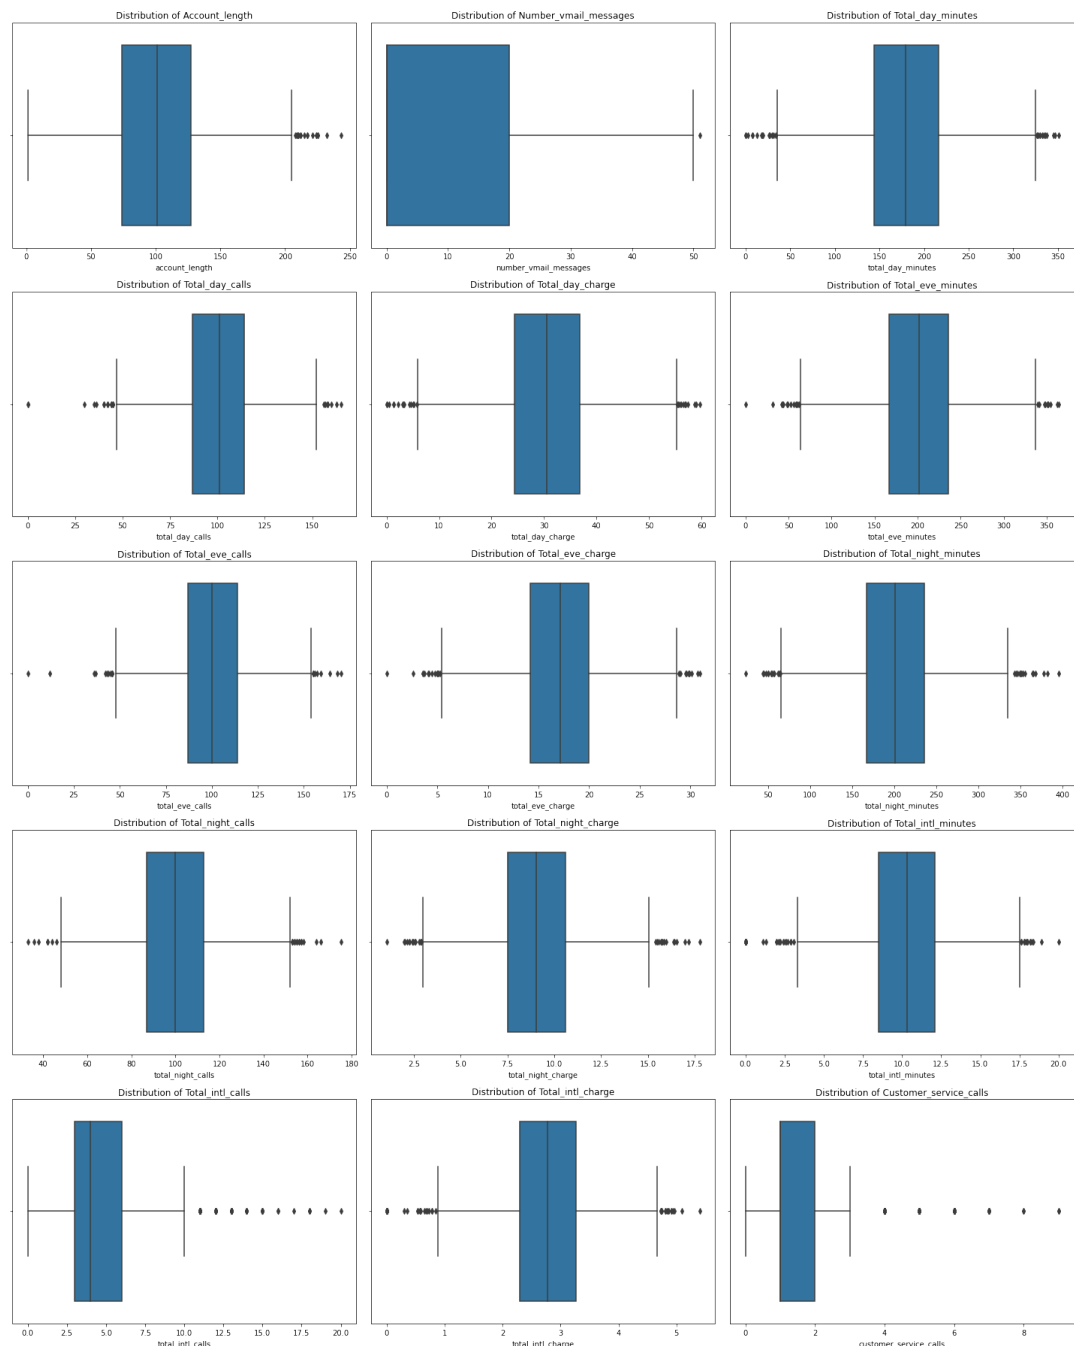 Distribution of Account_length
0 50 100 150 200 250
account_length
Distribution of Number_vmail_messages
0 10 20 30 40 50
number_vmail_messages
Distribution of Total_day_minutes
0 50 100 150 200 250 300 350
total_day_minutes
Distribution of Total_day_calls
0 25 50 75 100 125 150
total_day_calls
Distribution of Total_day_charge
0 10 20 30 40 50 60
total_day_charge
Distribution of Total_eve_minutes
0 50 100 150 200 250 300 350
total_eve_minutes
Distribution of Total_eve_calls
0 25 50 75 100 125 150 175
total_eve_calls
Distribution of Total_eve_charge
0 5 10 15 20 25 30
total_eve_charge
Distribution of Total_night_minutes
50 100 150 200 250 300 350 400
total_night_minutes
Distribution of Total_night_calls
40 60 80 100 120 140 160 180
total_night_calls
Distribution of Total_night_charge
2.5 5.0 7.5 10.0 12.5 15.0 17.5
total_night_charge
Distribution of Total_intl_minutes
0.0 2.5 5.0 7.5 10.0 12.5 15.0 17.5 20.0
total_intl_minutes
Distribution of Total_intl_calls
0.0 2.5 5.0 7.5 10.0 12.5 15.0 17.5 20.0
total_intl_calls
Distribution of Total_intl_charge
0 1 2 3 4 5
total_intl_charge
Distribution of Customer_service_calls
0 2 4 6 8
customer_service_calls